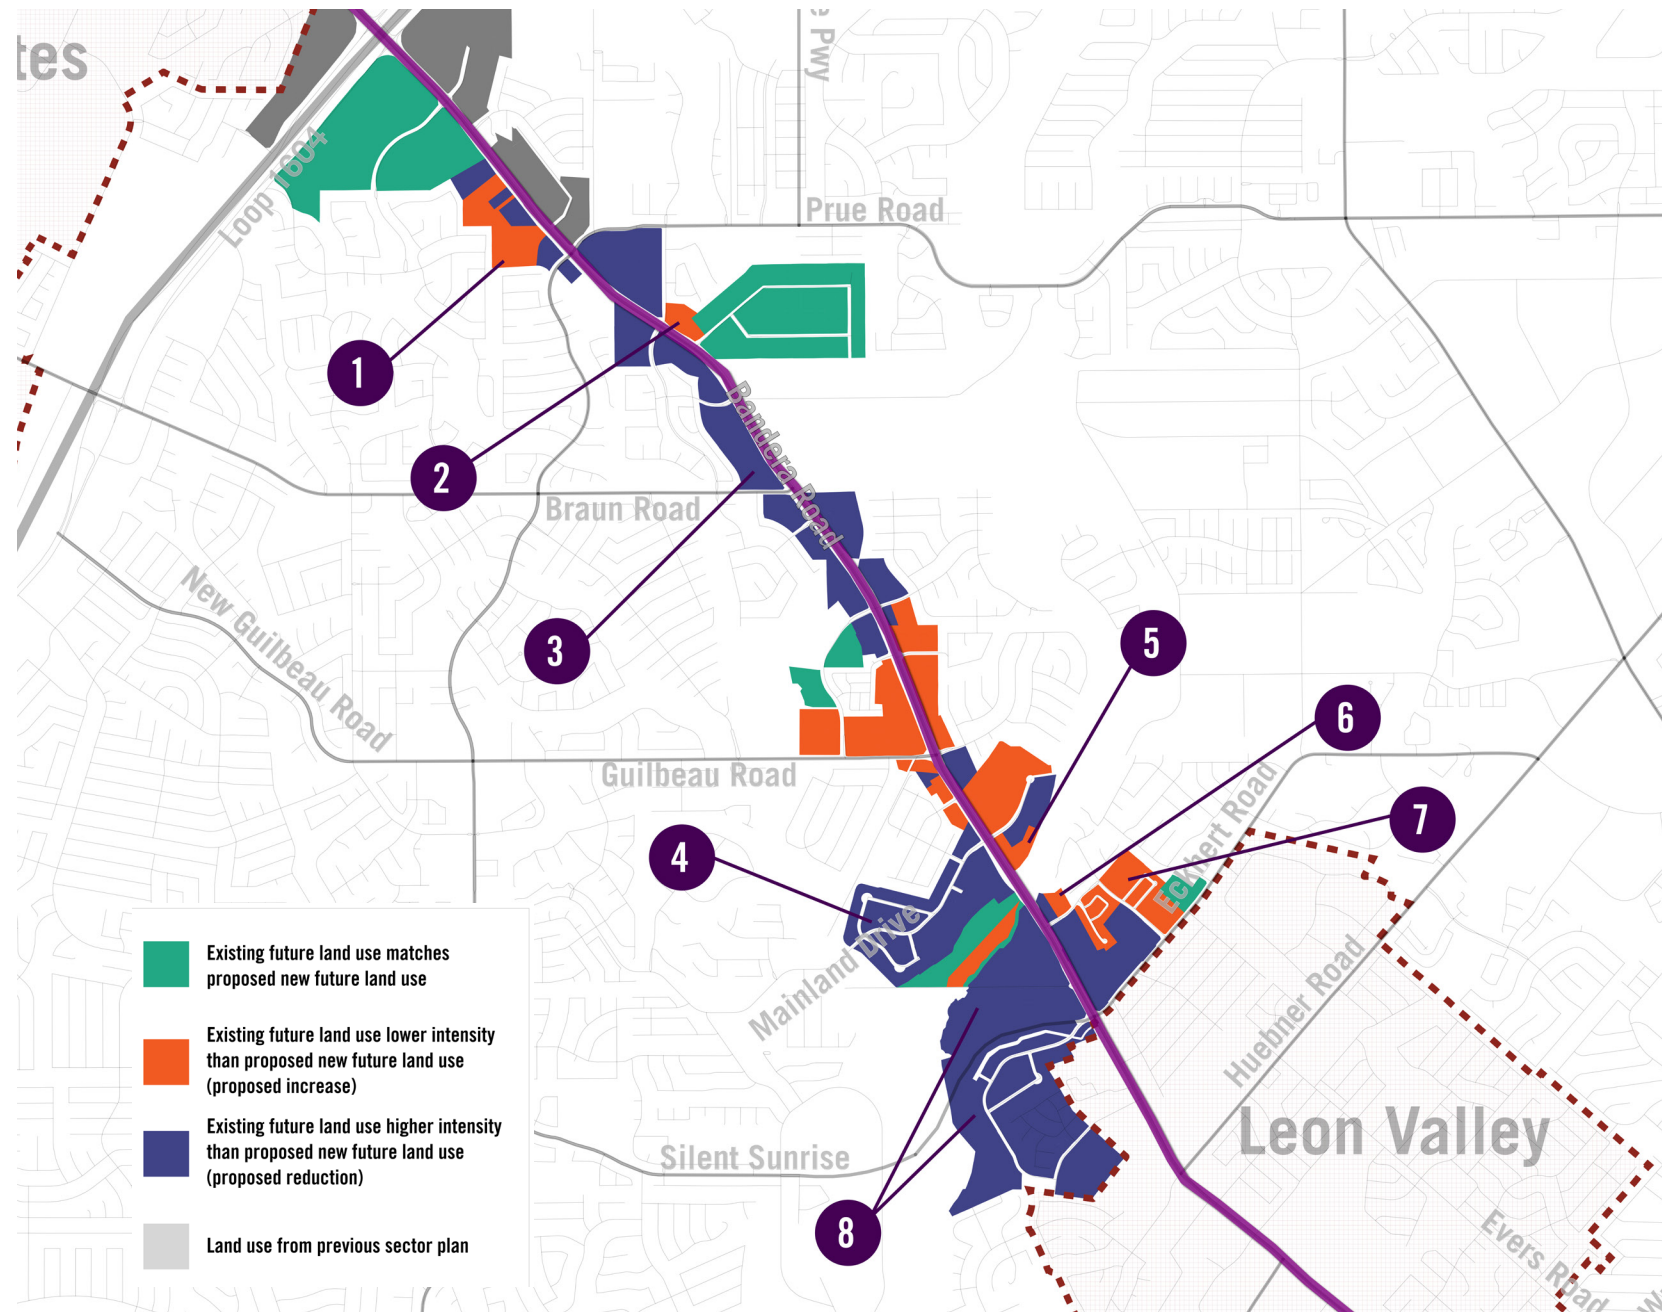 tes
e Pwy
Loop 1604
Prue Road
1
2
Bandera Road
Braun Road
New Guilbeau Road
3
5
6
Guilbeau Road
7
4
Eckhert Road
Mainland Drive
Huebner Road
Existing future land use matches
proposed new future land use
Existing future land use lower intensity
than proposed new future land use
(proposed increase)
Existing future land use higher intensity
than proposed new future land use
(proposed reduction)
Land use from previous sector plan
Leon Valley
Silent Sunrise
8
Evers Road